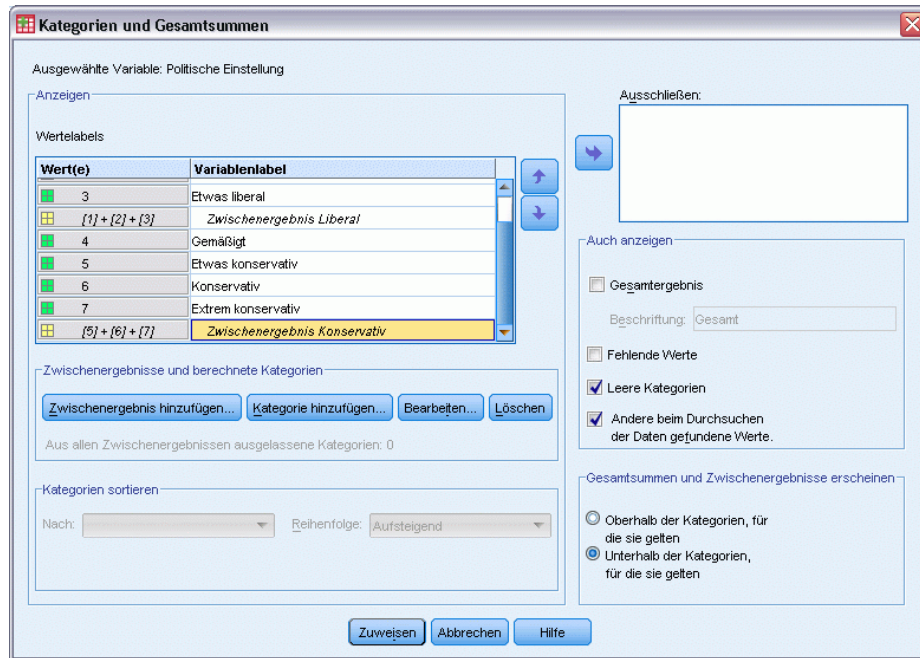 Kategorien und Gesamtsummen
Ausgewählte Variable: Politische Einstellung
Anzeigen
Wertelabels
Wert(e) Variablenlabel
3 Etwas liberal
[1] + [2] + [3] Zwischenergebnis Liberal
4 Gemäßigt
5 Etwas konservativ
6 Konservativ
7 Extrem konservativ
[5] + [6] + [7] Zwischenergebnis Konservativ
Zwischenergebnisse und berechnete Kategorien
Zwischenergebnis hinzufügen... Kategorie hinzufügen... Bearbeiten... Löschen
Aus allen Zwischenergebnissen ausgelassene Kategorien: 0
Kategorien sortieren
Nach: Reihenfolge: Aufsteigend
Ausschließen:
Auch anzeigen
Gesamtergebnis
Beschriftung: Gesamt
Fehlende Werte
Leere Kategorien
Andere beim Durchsuchen
der Daten gefundene Werte.
Gesamtsummen und Zwischenergebnisse erscheinen
Oberhalb der Kategorien, für
die sie gelten
Unterhalb der Kategorien,
für die sie gelten
Zuweisen Abbrechen Hilfe